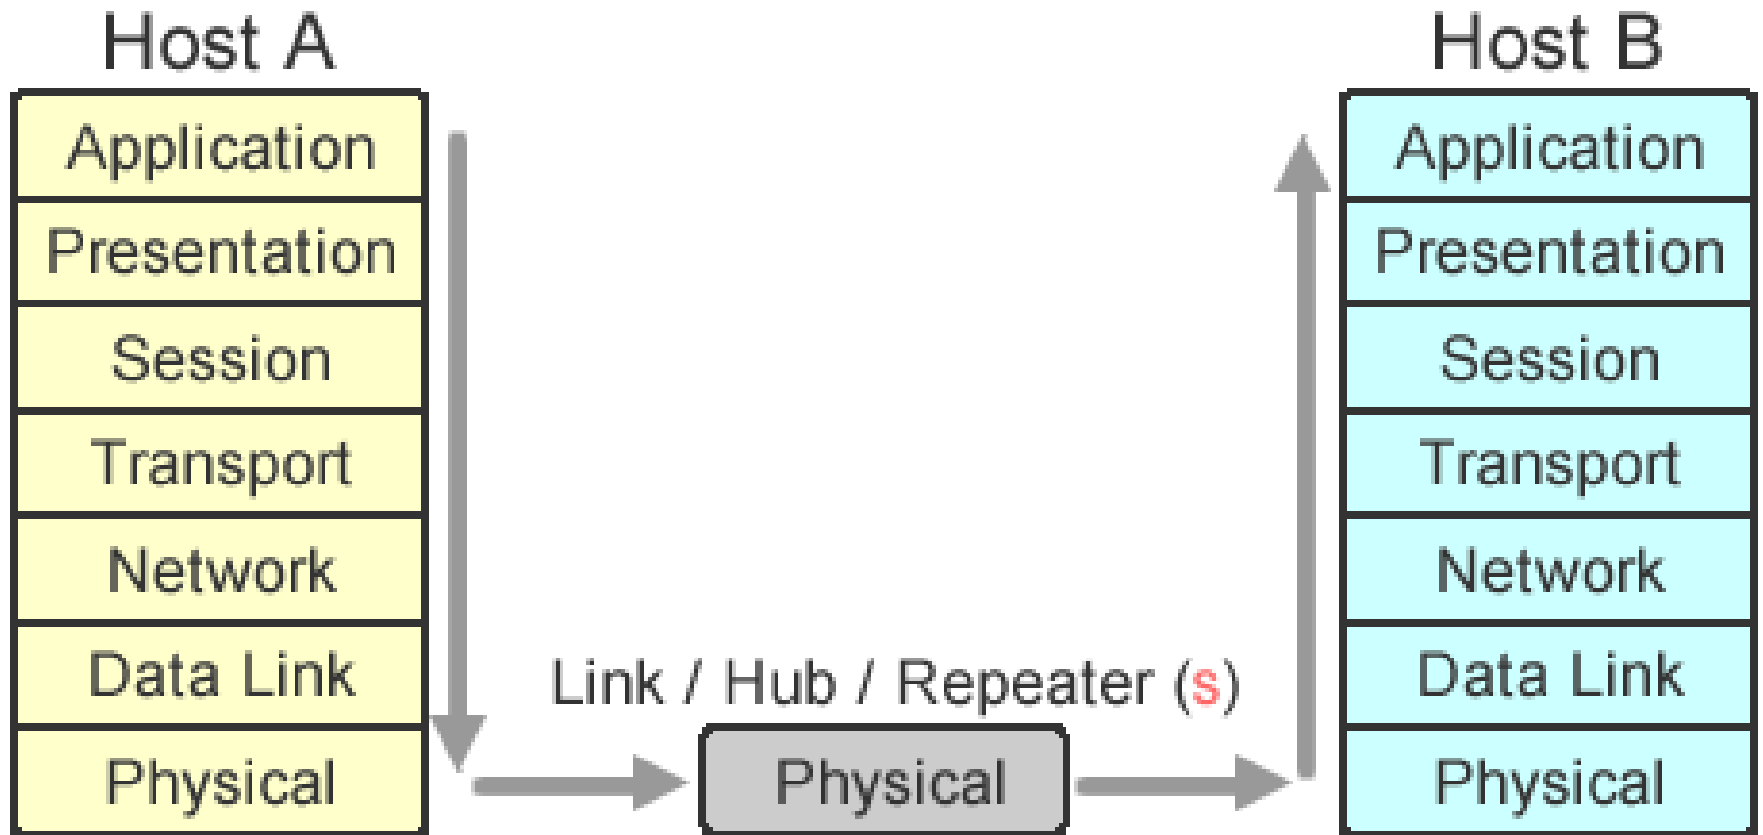 Host A
Application
Presentation
Session
Transport
Network
Data Link
Physical
Link / Hub / Repeater (s)
Physical
Host B
Application
Presentation
Session
Transport
Network
Data Link
Physical